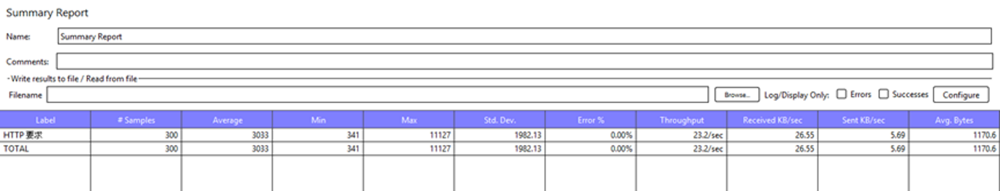 Summary Report
Name: Summary Report
Comments:
Write results to file / Read from file
Filename Browse... Log/Display Only: Errors Successes Configure
Label # Samples Average Min Max Std. Dev. Error % Throughput Received KB/sec Sent KB/sec Avg. Bytes
HTTP 要求 300 3033 341 11127 1982.13 0.00% 23.2/sec 26.55 5.69 1170.6
TOTAL 300 3033 341 11127 1982.13 0.00% 23.2/sec 26.55 5.69 1170.6